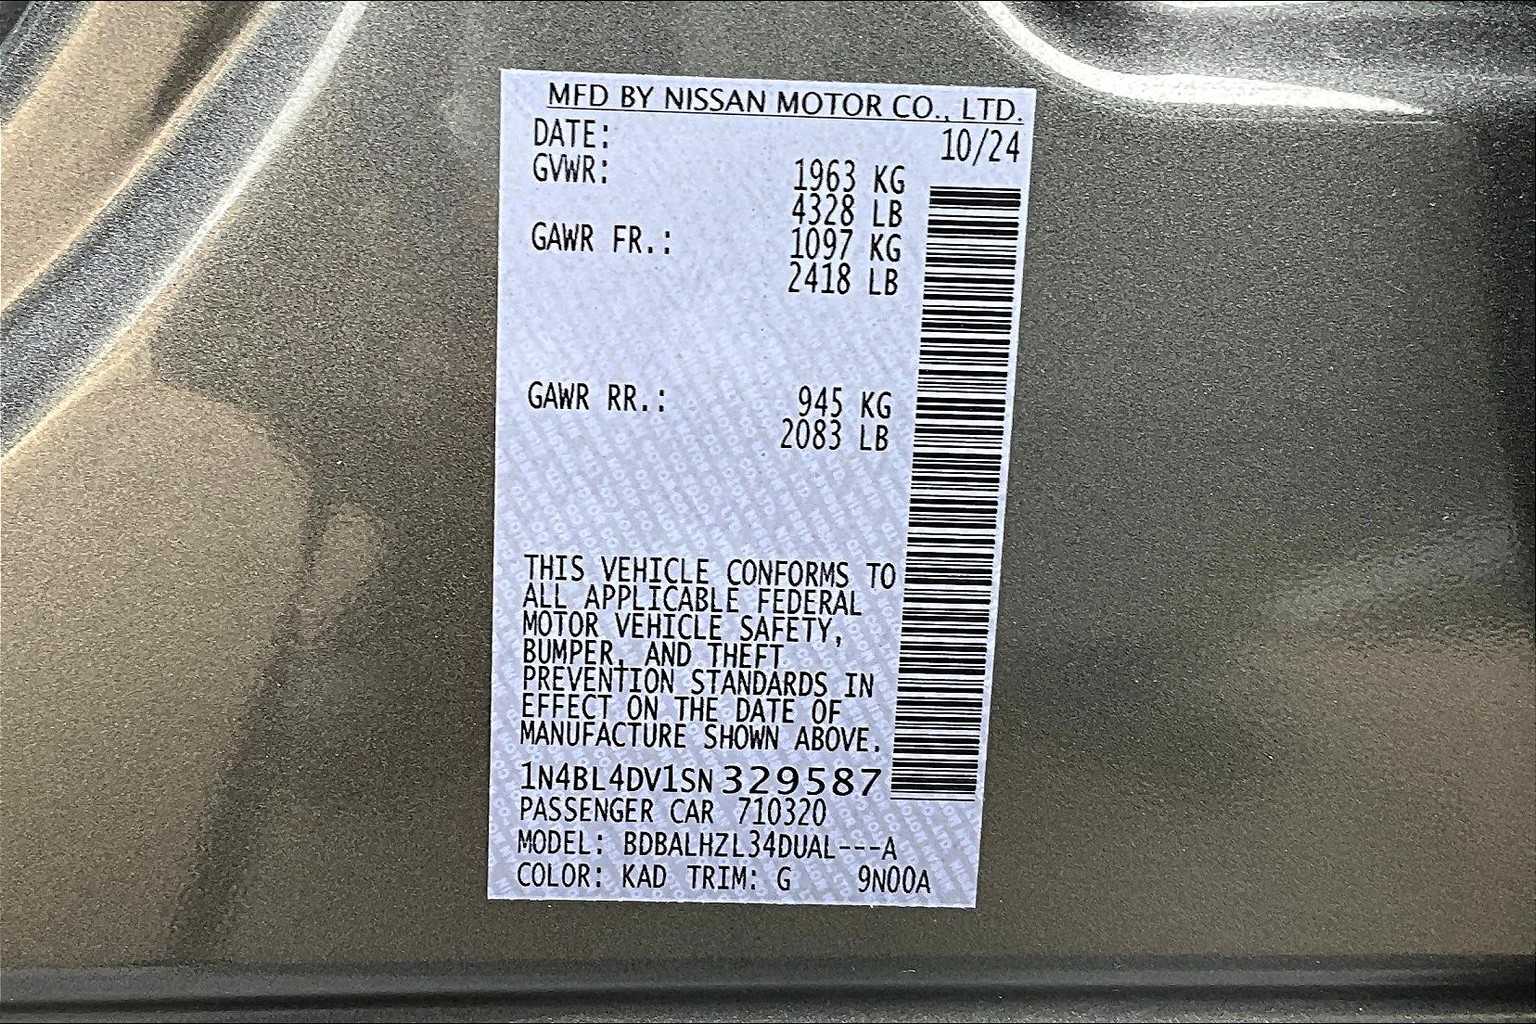 MFD BY NISSAN MOTOR CO., LTD.
DATE: 10/24
GVWR: 1963 KG
4328 LB
GAWR FR.: 1097 KG
2418 LB
GAWR RR.: 945 KG
2083 LB
THIS VEHICLE CONFORMS TO
ALL APPLICABLE FEDERAL
MOTOR VEHICLE SAFETY,
BUMPER, AND THEFT
PREVENTION STANDARDS IN
EFFECT ON THE DATE OF
MANUFACTURE SHOWN ABOVE.
1N4BL4DV1SN329587
PASSENGER CAR 710320
MODEL: BDBALHZL34DUAL---A
COLOR: KAD TRIM: G 9N00A